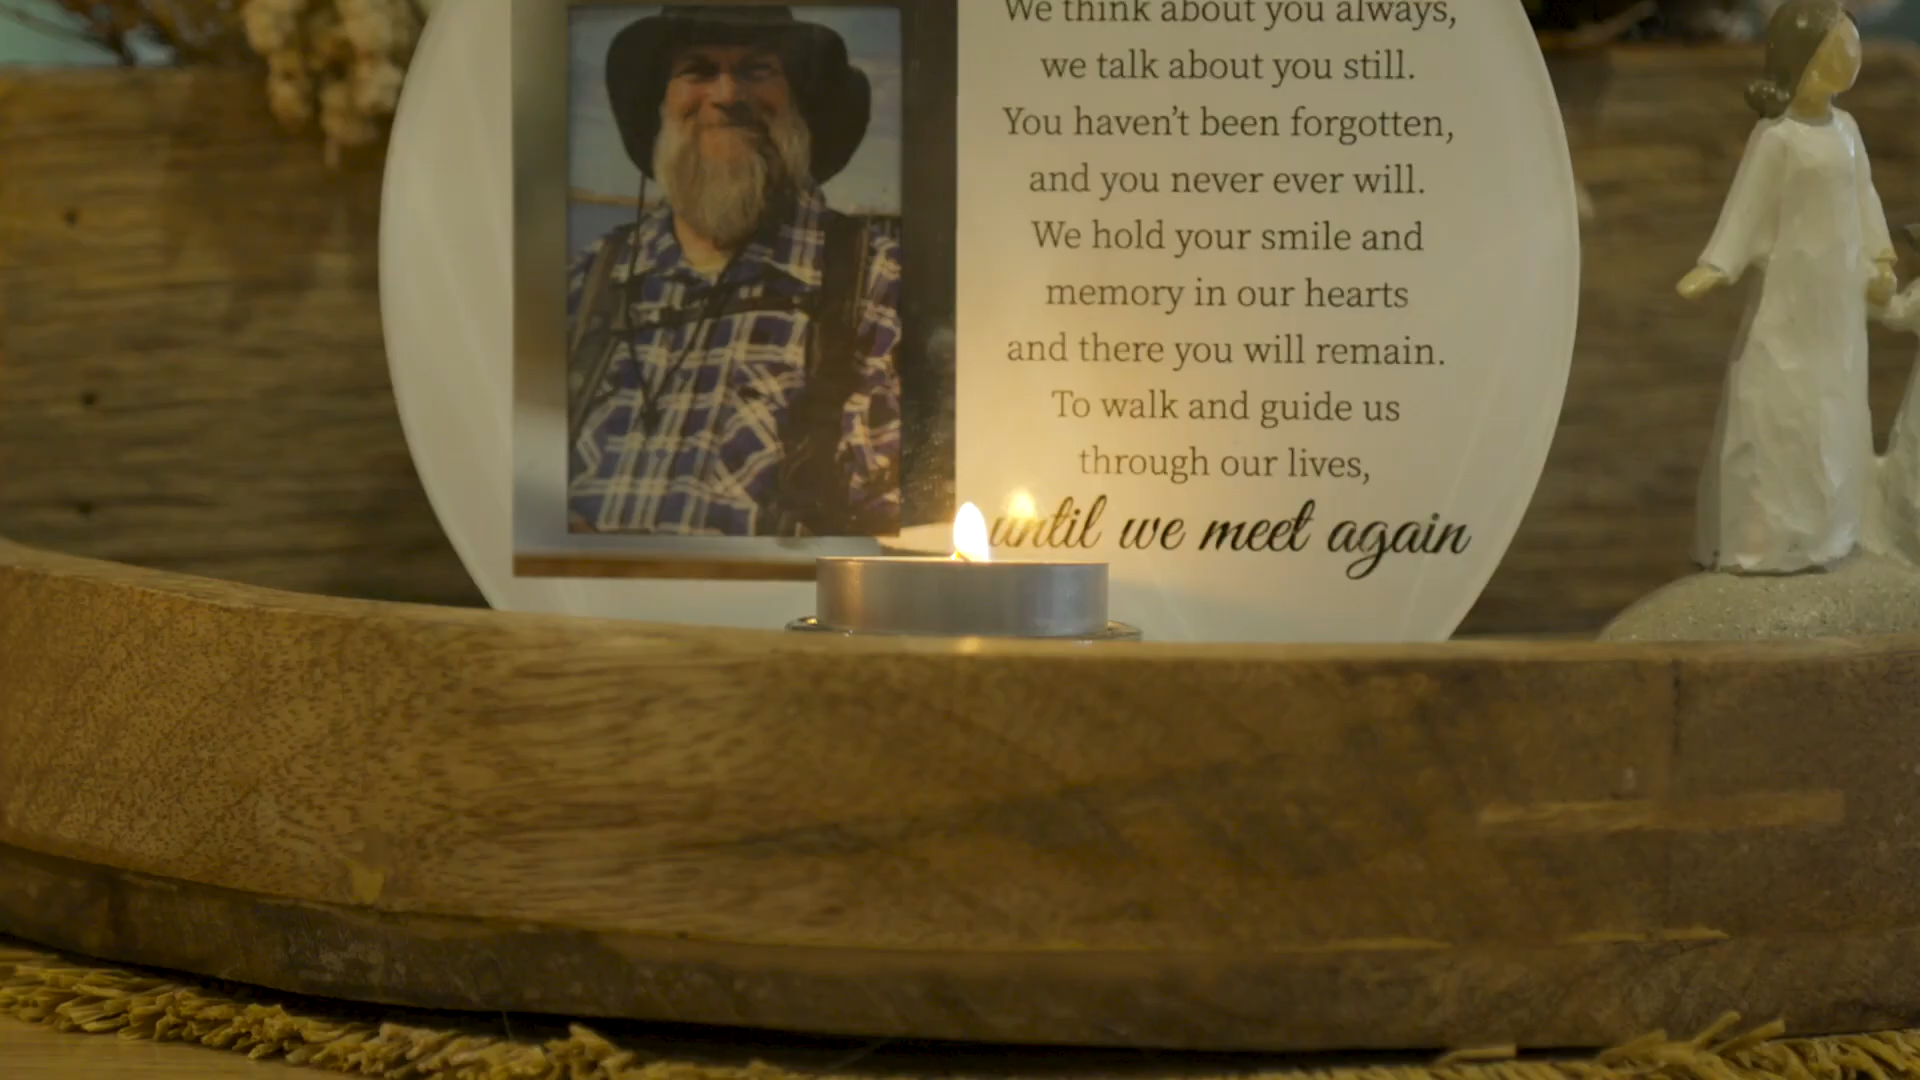 We think about you always,
we talk about you still.
You haven't been forgotten,
and you never ever will.
We hold your smile and
memory in our hearts
and there you will remain.
To walk and guide us
through our lives,
until we meet again